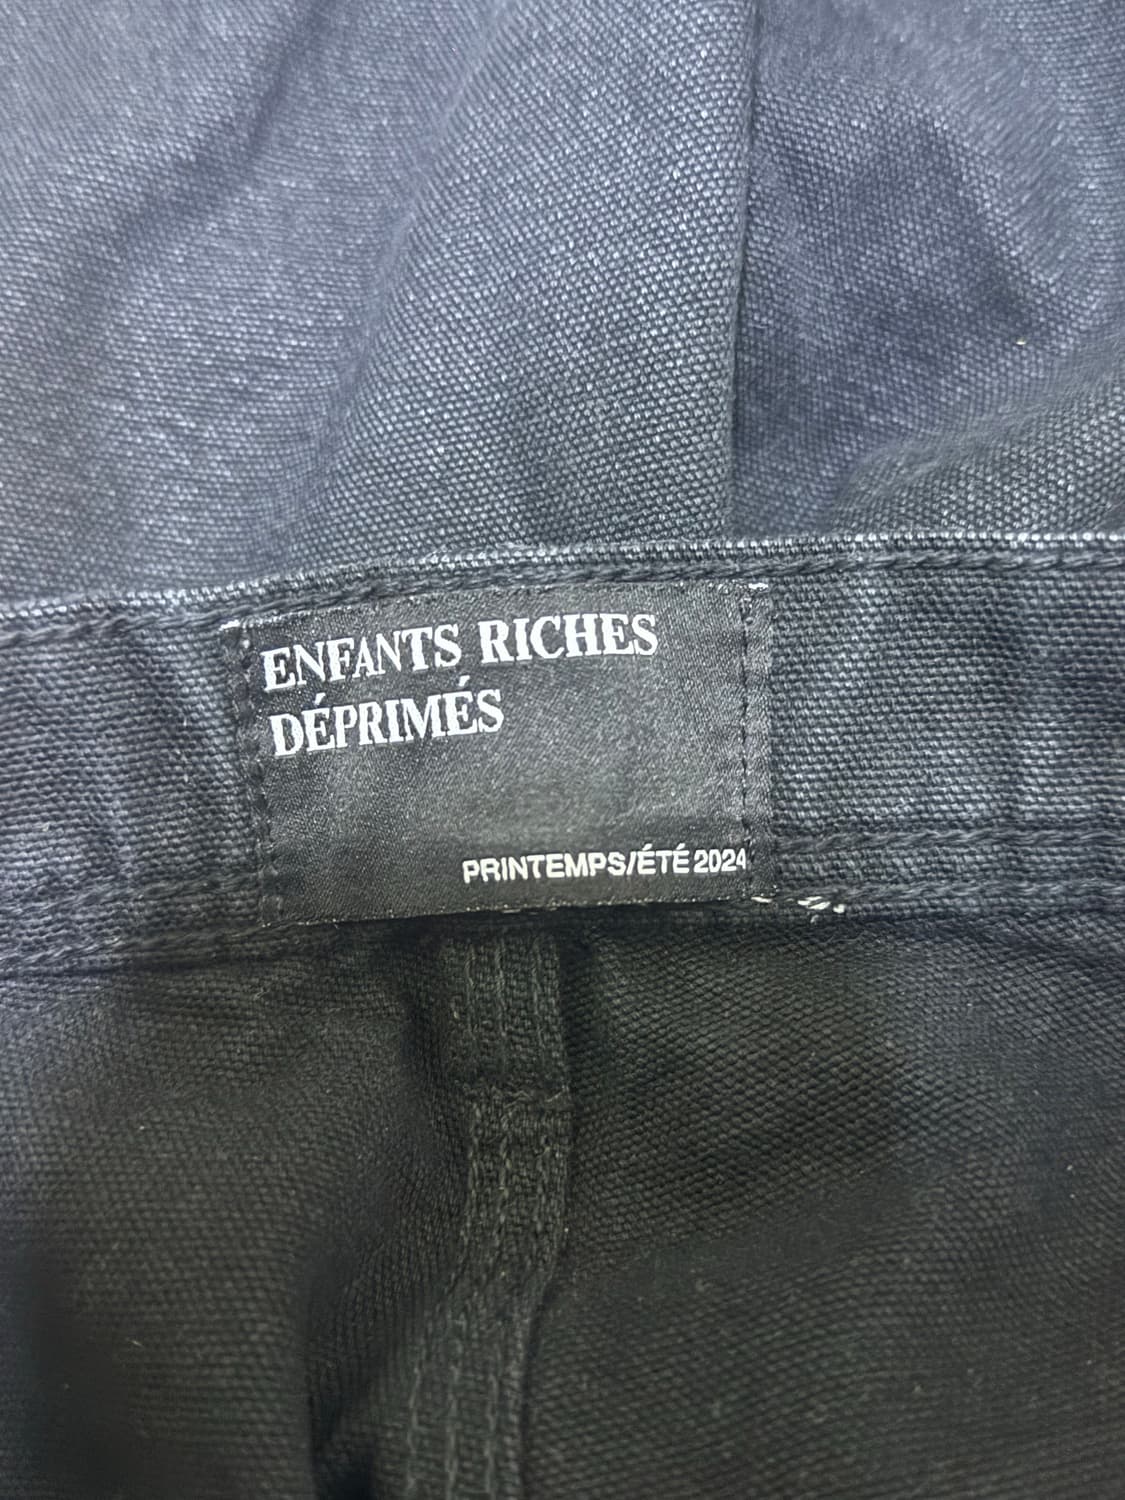 ENFANTS RICHES
DÉPRIMÉS
PRINTEMPS/ÉTÉ 2024